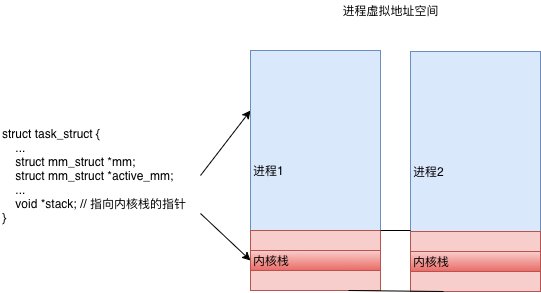 进程虚拟地址空间
struct task_struct {
...
struct mm_struct *mm;
struct mm_struct *active_mm;
...
void *stack; // 指向内核栈的指针
}
进程1
进程2
内核栈
内核栈